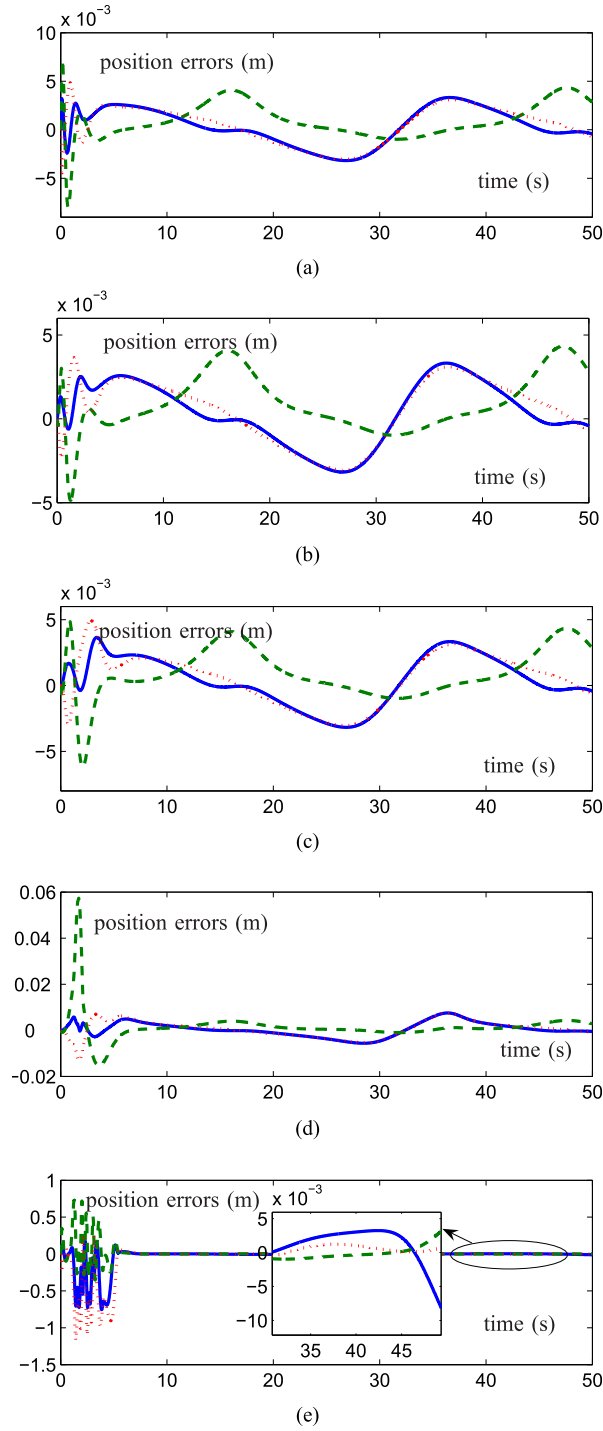 × 10⁻³
10
position errors (m)
5
0
−5
time (s)
0 10 20 30 40 50
(a)
× 10⁻³
position errors (m)
5
0
time (s)
−5
0 10 20 30 40 50
(b)
× 10⁻³
5
position errors (m)
0
−5
time (s)
0 10 20 30 40 50
(c)
0.06
position errors (m)
0.04
0.02
0
time (s)
−0.02
0 10 20 30 40 50
(d)
1
position errors (m) × 10⁻³
0.5
0
−0.5
−1
−1.5
5
0
−5
−10
35 40 45
time (s)
0 10 20 30 40 50
(e)